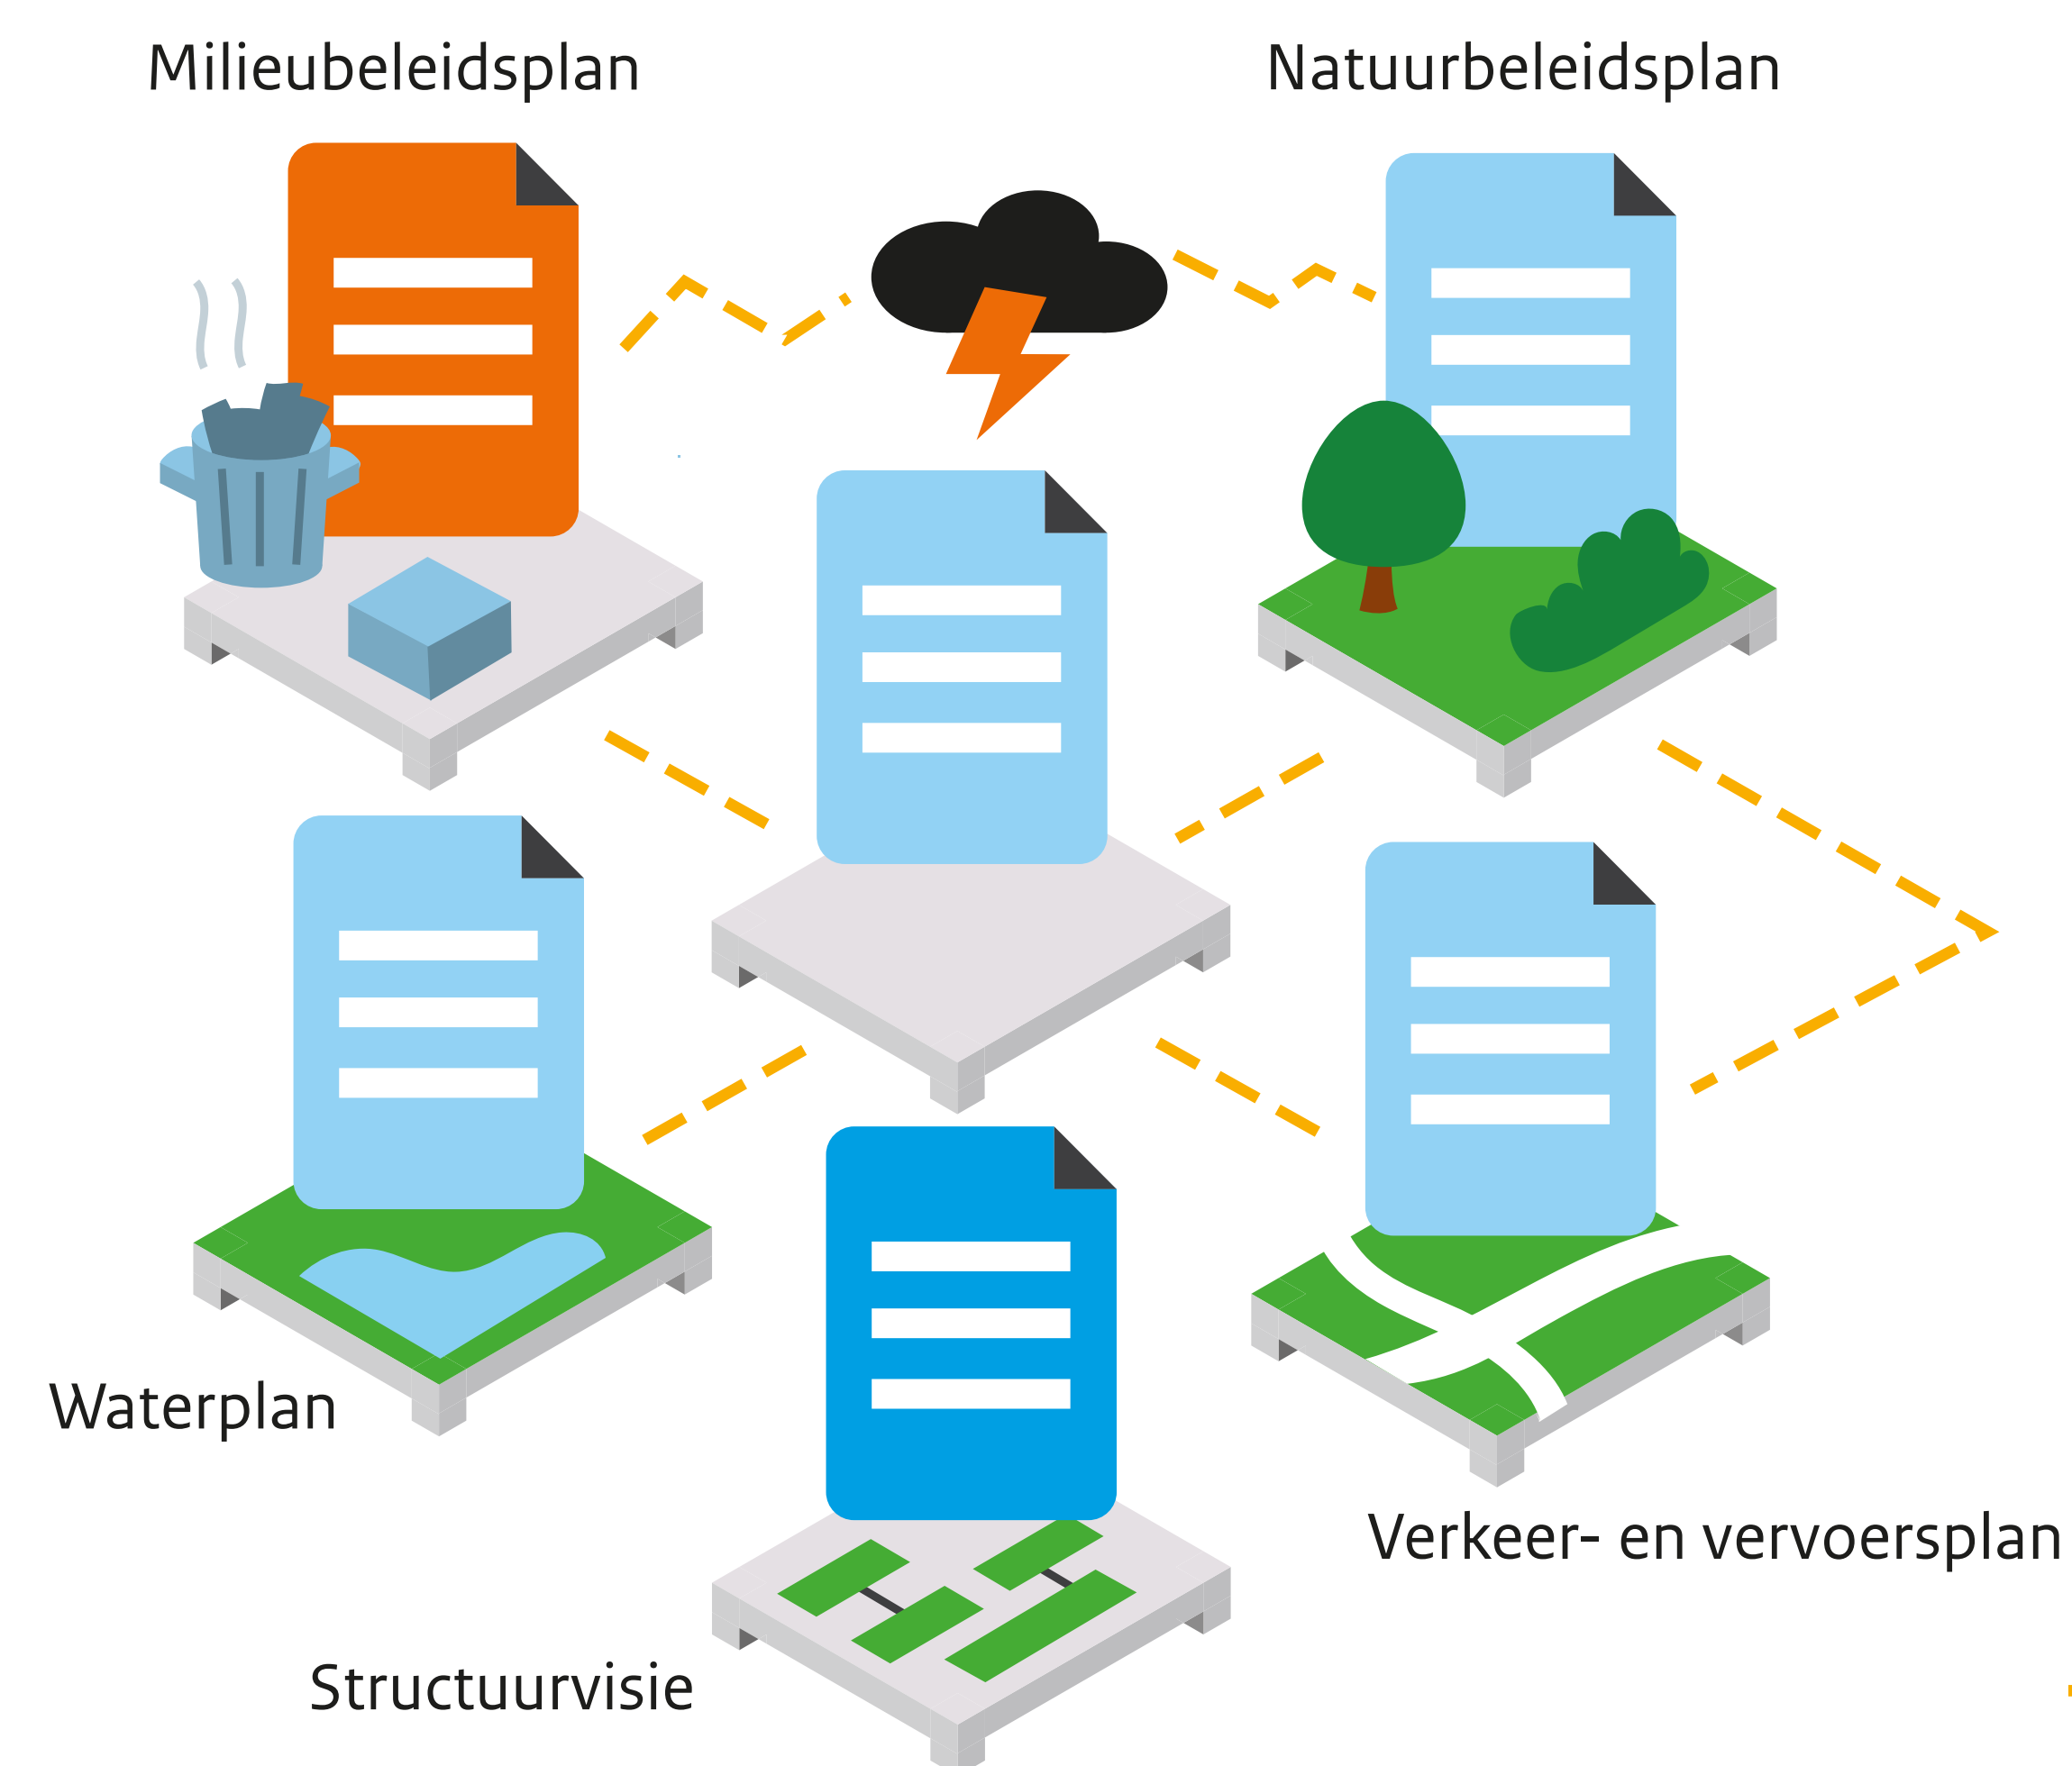 Milieubeleidsplan
Natuurbeleidsplan
Waterplan
Verkeer- en vervoersplan
Structuurvisie